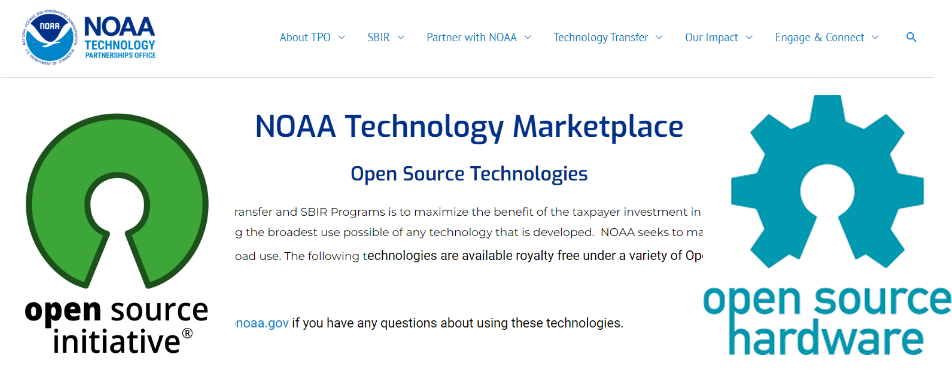 NOAA
NOAA
TECHNOLOGY
PARTNERSHIPS OFFICE
About TPO
SBIR
Partner with NOAA
Technology Transfer
Our Impact
Engage & Connect
NOAA Technology Marketplace
Open Source Technologies
ransfer and SBIR Programs is to maximize the benefit of the taxpayer investment in
g the broadest use possible of any technology that is developed. NOAA seeks to ma
oad use. The following technologies are available royalty free under a variety of Op
noaa.gov if you have any questions about using these technologies.
open source
initiative®
open source
hardware